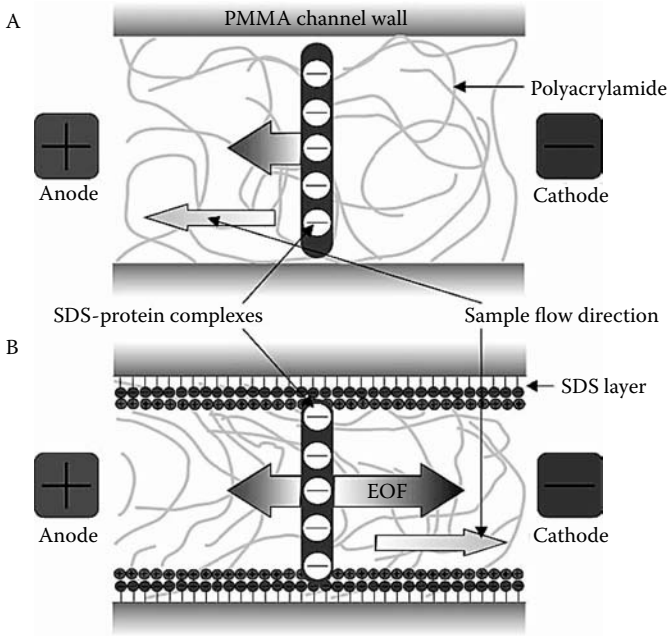 A
PMMA channel wall
Polyacrylamide
Anode
Cathode
SDS-protein complexes
Sample flow direction
B
SDS layer
EOF
Anode
Cathode